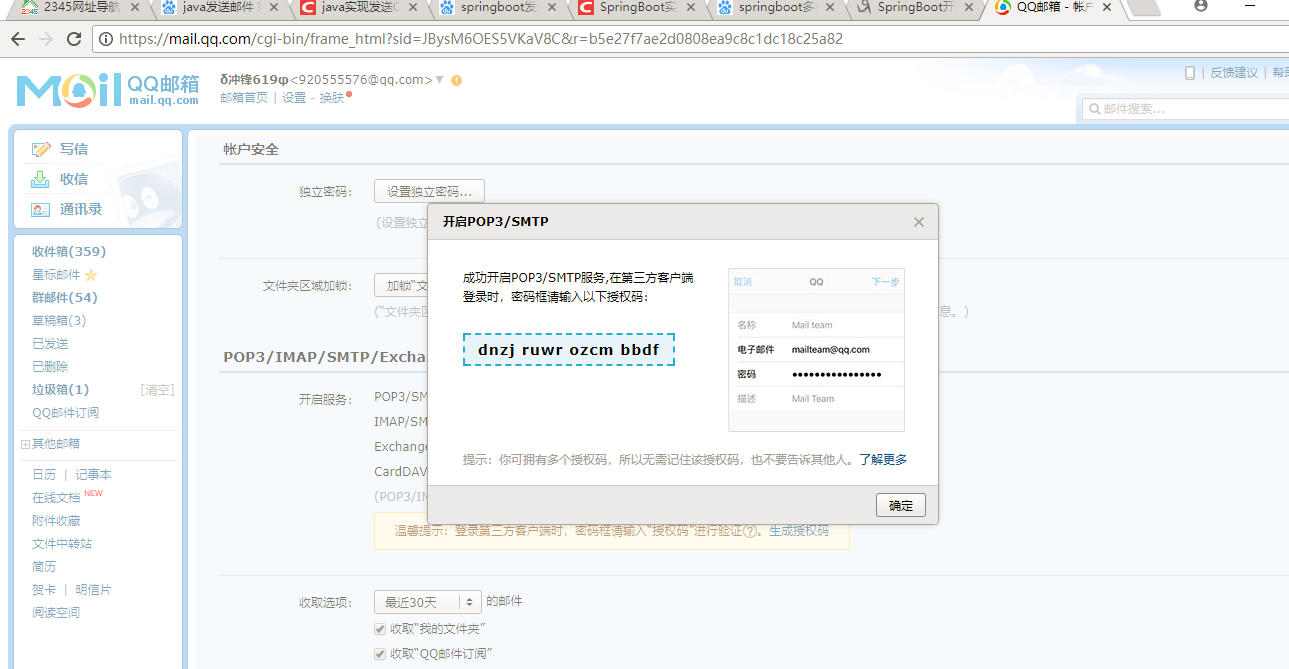 2345网址导航
java发送邮件
java实现发送
springboot发
SpringBoot实
springboot多
SpringBoot开
QQ邮箱 - 帐户
https://mail.qq.com/cgi-bin/frame_html?sid=JBysM6OES5VKaV8C&r=b5e27f7ae2d0808ea9c8c1dc18c25a82
Mail QQ邮箱
mail.qq.com
δ冲锋619φ<920555576@qq.com>
邮箱首页 | 设置 - 换肤
反馈建议 | 帮助
邮件搜索...
写信
收信
通讯录
收件箱(359)
星标邮件
群邮件(54)
草稿箱(3)
已发送
已删除
垃圾箱(1) [清空]
QQ邮件订阅
其他邮箱
日历 | 记事本
在线文档 NEW
附件收藏
文件中转站
简历
贺卡 | 明信片
阅读空间
帐户安全
独立密码： 设置独立密码...
(设置独立
文件夹区域加锁： 加锁“文
(“文件夹区 息。)
POP3/IMAP/SMTP/Excha
开启服务： POP3/SM
IMAP/SM
Exchange
CardDAV
(POP3/IM
温馨提示：登录第三方客户端时，密码框请输入“授权码”进行验证?。生成授权码
收取选项： 最近30天 的邮件
收取“我的文件夹”
收取“QQ邮件订阅”
开启POP3/SMTP
成功开启POP3/SMTP服务,在第三方客户端
登录时，密码框请输入以下授权码：
dnzj ruwr ozcm bbdf
取消 QQ 下一步
名称 Mail team
电子邮件 mailteam@qq.com
密码 ●●●●●●●●●●●●●●●●
描述 Mail Team
提示：你可拥有多个授权码，所以无需记住该授权码，也不要告诉其他人。了解更多
确定